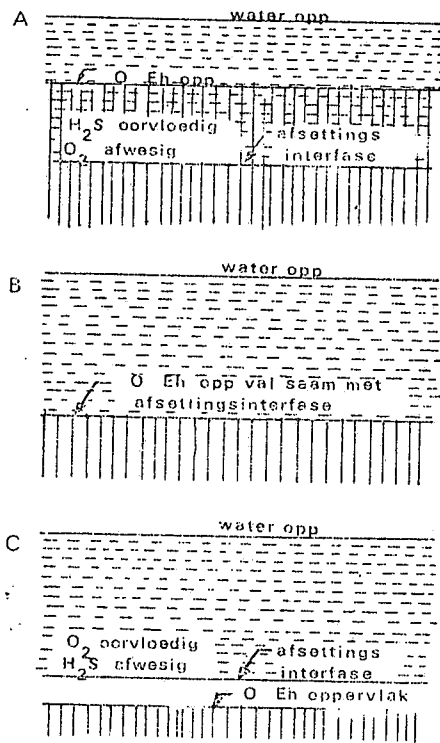 A
water opp
O Eh opp
H₂S oorvloedig
O₂ afwesig
afsettings
interfase
B
water opp
O Eh opp val saam met
afsettingsinterfase
C
water opp
O₂ oorvloedig
H₂S afwesig
afsettings
interfase
O Eh oppervlak